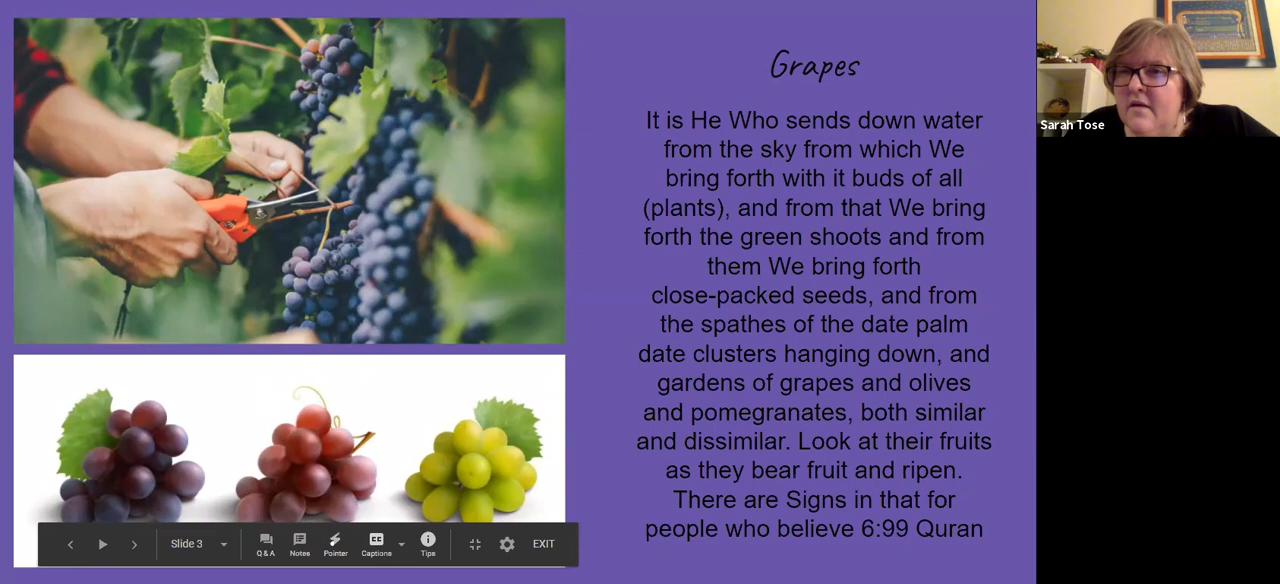 Grapes
It is He Who sends down water
from the sky from which We
bring forth with it buds of all
(plants), and from that We bring
forth the green shoots and from
them We bring forth
close-packed seeds, and from
the spathes of the date palm
date clusters hanging down, and
gardens of grapes and olives
and pomegranates, both similar
and dissimilar. Look at their fruits
as they bear fruit and ripen.
There are Signs in that for
people who believe 6:99 Quran
Sarah Tose
Slide 3
Q & A
Notes
Pointer
Captions
Tips
EXIT